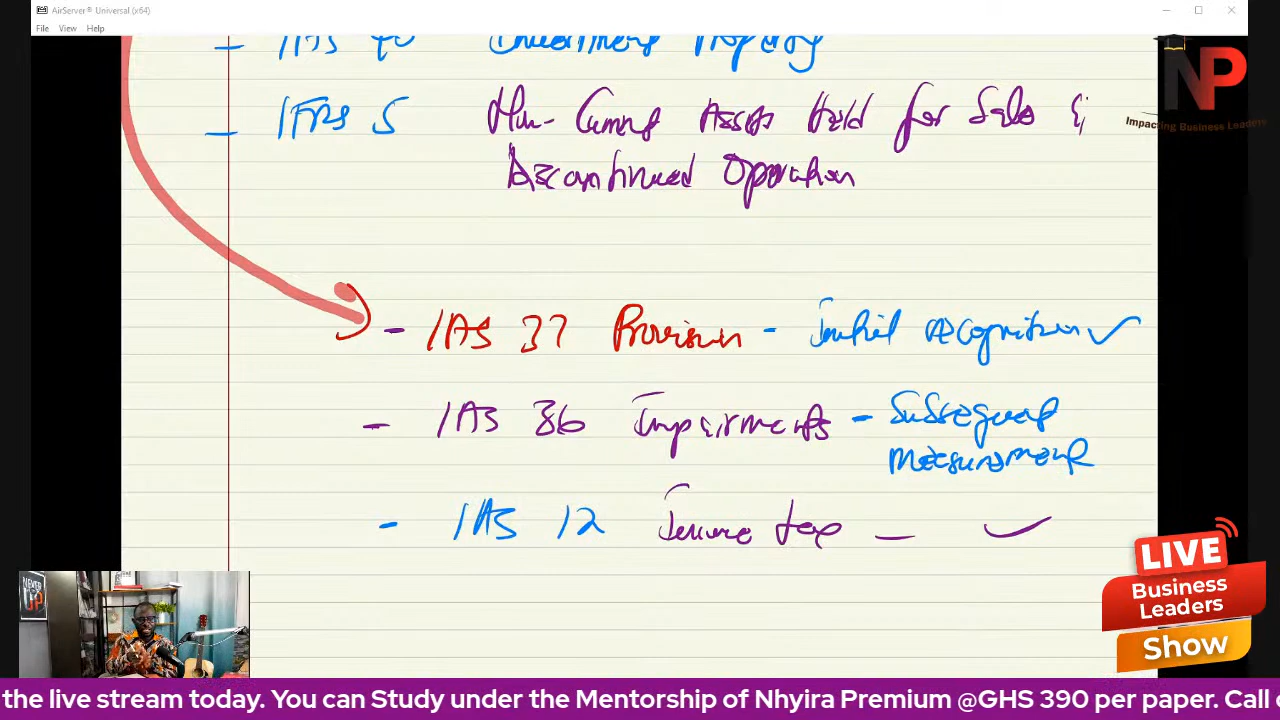 AirServer® Universal (x64)
File View Help
- IAS 40 Investment Property
- IFRS 5 Non-Current Assets Held for Sale &
Discontinued Operation
NP
Impacting Business Leaders
- IAS 37 Provision - Initial recognition ✓
- IAS 36 Impairments - Subsequent
measurement
- IAS 12 Income tax - ✓
NEVER
UP
LIVE
Business
Leaders
Show
the live stream today. You can Study under the Mentorship of Nhyira Premium @GHS 390 per paper. Call